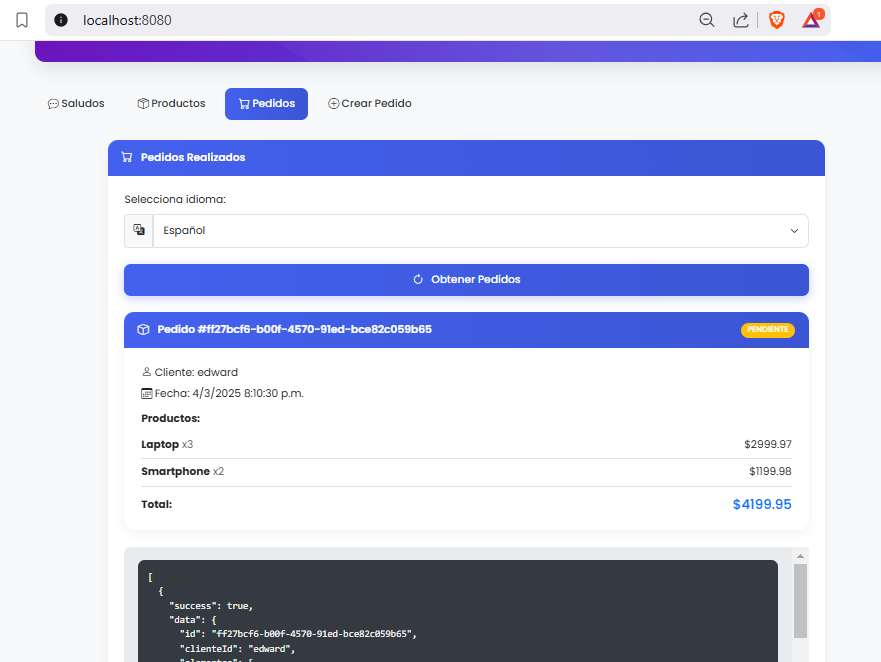 localhost:8080
1
Saludos
Productos
Pedidos
Crear Pedido
Pedidos Realizados
Selecciona idioma:
Español
Obtener Pedidos
Pedido #ff27bcf6-b00f-4570-91ed-bce82c059b65 PENDIENTE
Cliente: edward
Fecha: 4/3/2025 8:10:30 p.m.
Productos:
Laptop x3 $2999.97
Smartphone x2 $1199.98
Total: $4199.95
[
{
"success": true,
"data": {
"id": "ff27bcf6-b00f-4570-91ed-bce82c059b65",
"clienteId": "edward",